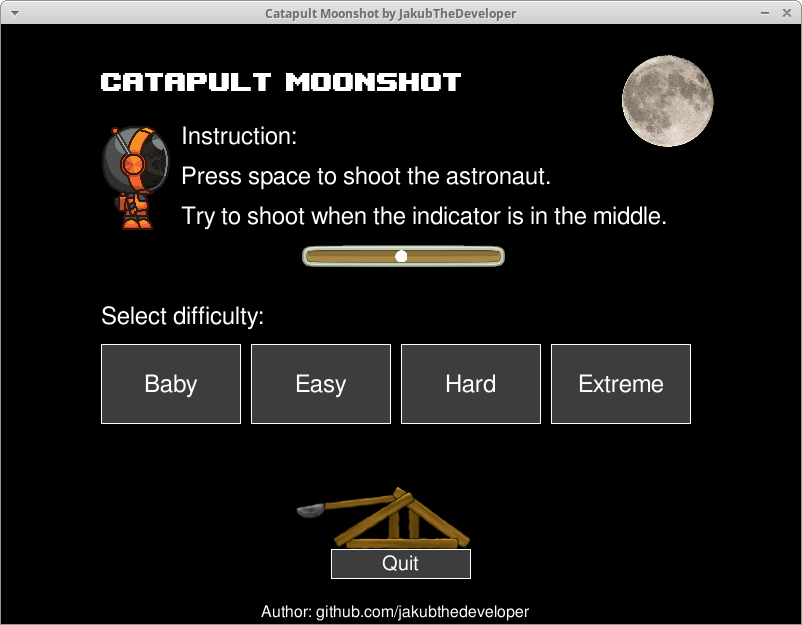 Catapult Moonshot by JakubTheDeveloper
CATAPULT MOONSHOT
Instruction:
Press space to shoot the astronaut.
Try to shoot when the indicator is in the middle.
Select difficulty:
Baby
Easy
Hard
Extreme
Quit
Author: github.com/jakubthedeveloper